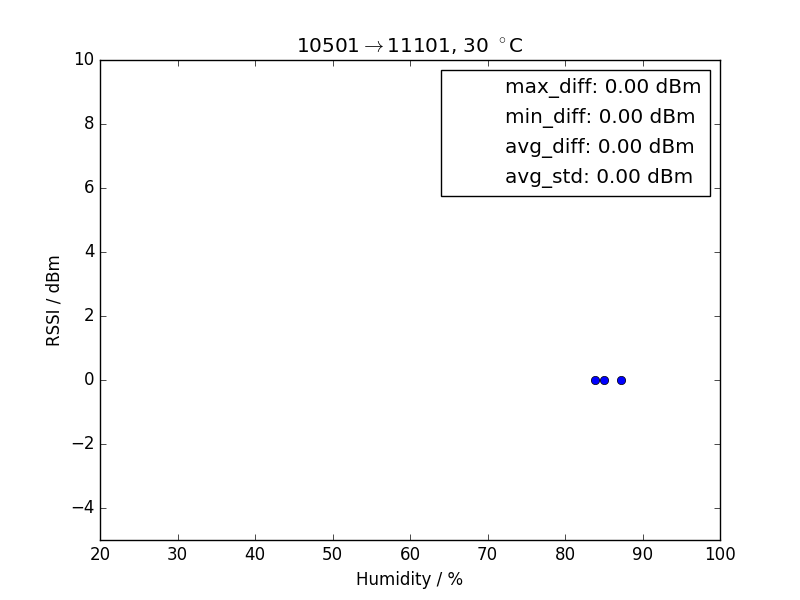 10501→11101, 30 °C
max_diff: 0.00 dBm
min_diff: 0.00 dBm
avg_diff: 0.00 dBm
avg_std: 0.00 dBm
RSSI / dBm
10
8
6
4
2
0
−2
−4
20 30 40 50 60 70 80 90 100
Humidity / %